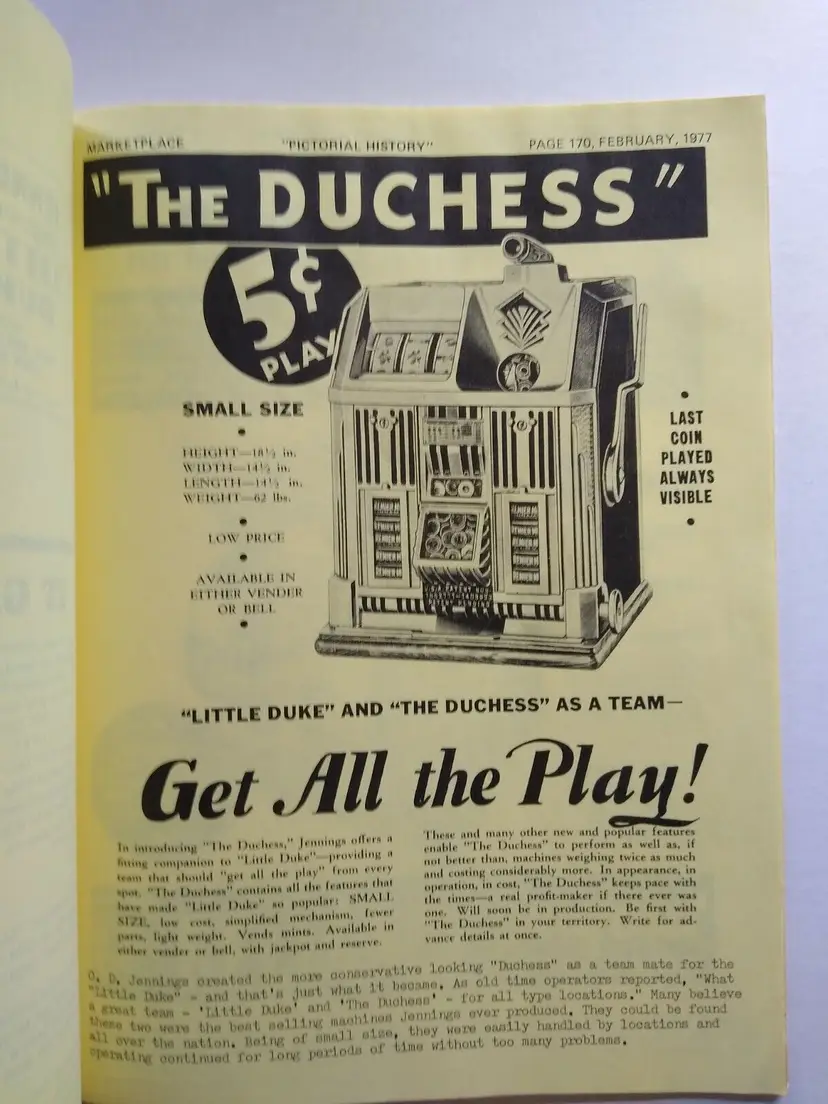 MARKETPLACE "PICTORIAL HISTORY" PAGE 170, FEBRUARY, 1977
"THE DUCHESS"
5¢
PLAY
SMALL SIZE
HEIGHT—18½ in.
WIDTH—14½ in.
LENGTH—14½ in.
WEIGHT—62 lbs.
LOW PRICE
AVAILABLE IN
EITHER VENDER
OR BELL
LAST
COIN
PLAYED
ALWAYS
VISIBLE
"LITTLE DUKE" AND "THE DUCHESS" AS A TEAM—
Get All the Play!
In introducing "The Duchess," Jennings offers a
fitting companion to "Little Duke"—providing a
team that should "get all the play" from every
spot. "The Duchess" contains all the features that
have made "Little Duke" so popular: SMALL
SIZE, low cost, simplified mechanism, fewer
parts, light weight. Vends mints. Available in
either vender or bell, with jackpot and reserve.
These and many other new and popular features
enable "The Duchess" to perform as well as, if
not better than, machines weighing twice as much
and costing considerably more. In appearance, in
operation, in cost, "The Duchess" keeps pace with
the times—a real profit-maker if there ever was
one. Will soon be in production. Be first with
"The Duchess" in your territory. Write for ad-
vance details at once.
O. D. Jennings created the more conservative looking "Duchess" as a team mate for the
"Little Duke" - and that's just what it became. As old time operators reported, "What
a great team - 'Little Duke' and 'The Duchess' - for all type locations." Many believe
these two were the best selling machines Jennings ever produced. They could be found
all over the nation. Being of small size, they were easily handled by locations and
operating continued for long periods of time without too many problems.